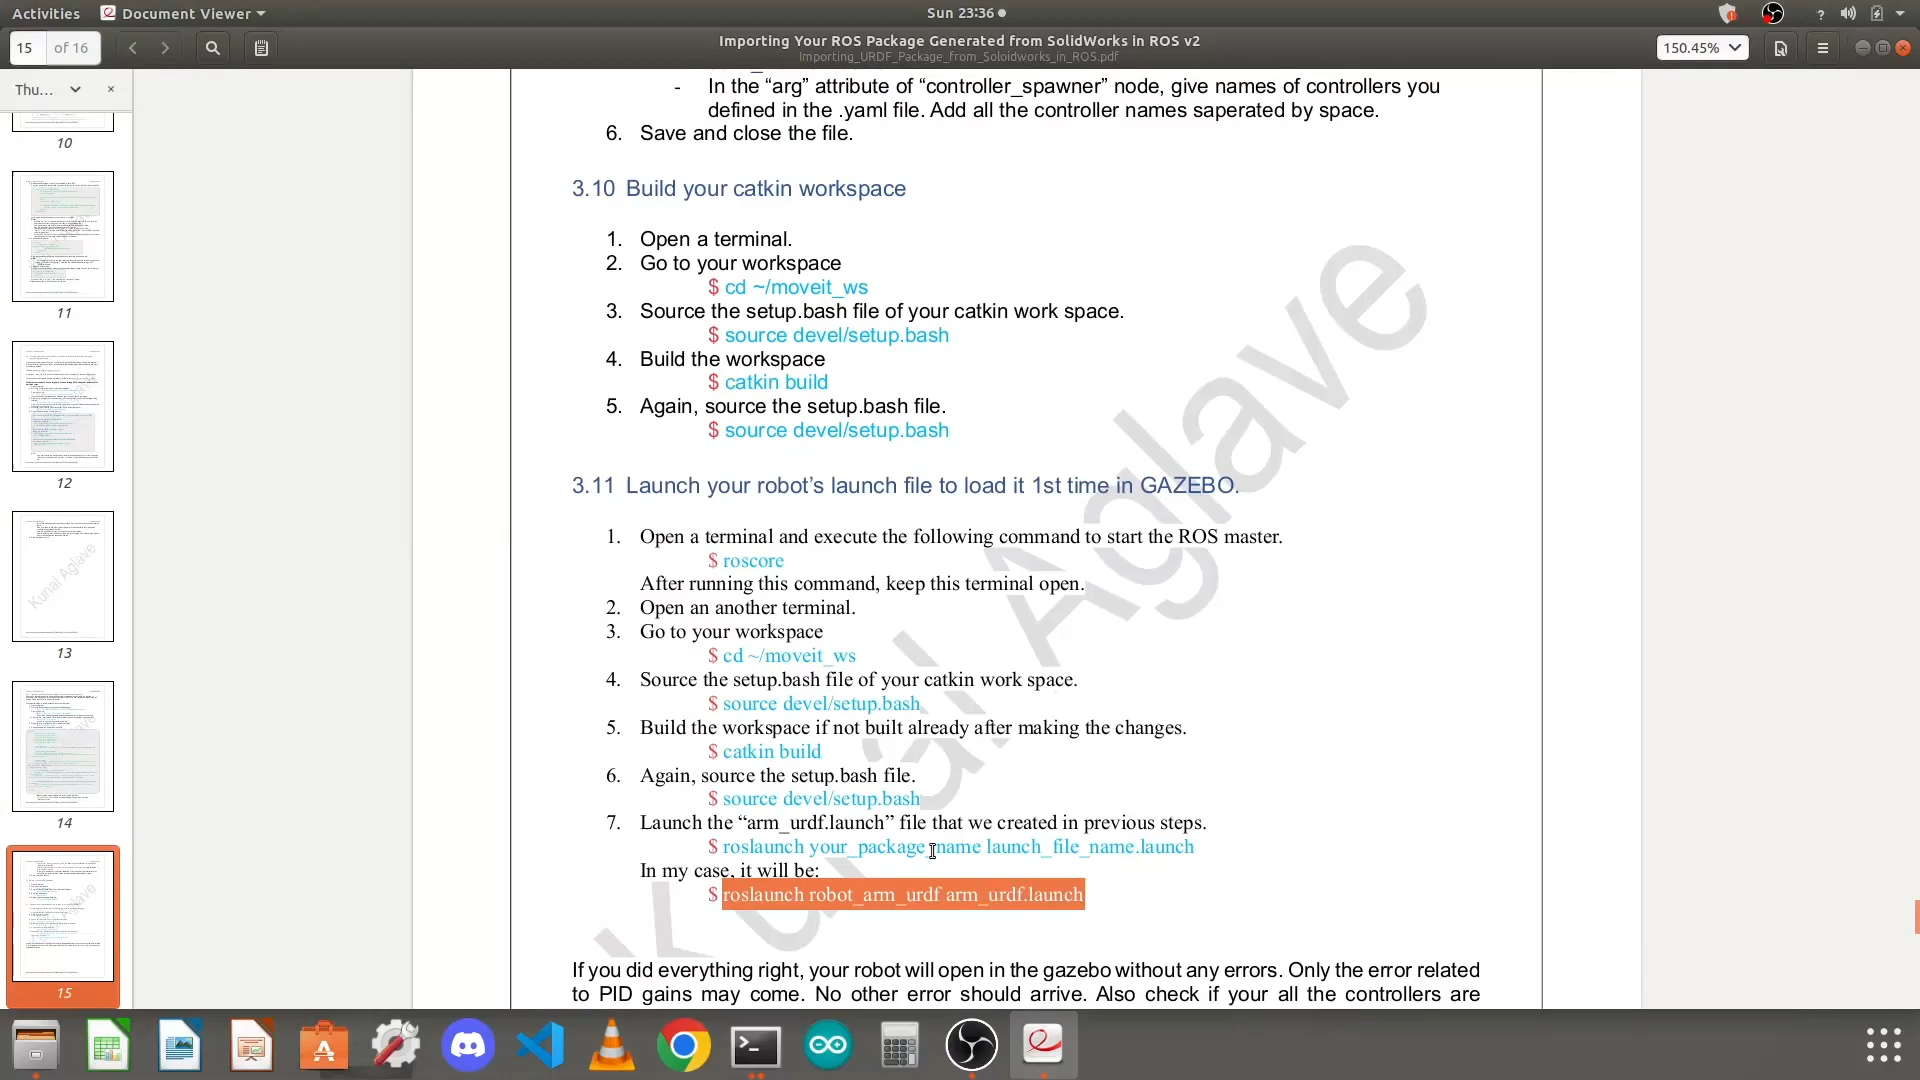 Activities
Document Viewer
Sun 23:36
15
of 16
Importing Your ROS Package Generated from SolidWorks in ROS v2
Importing_URDF_Package_from_Soloidworks_in_ROS.pdf
150.45%
Thu...
10
11
12
13
14
15
- In the “arg” attribute of “controller_spawner” node, give names of controllers you
defined in the .yaml file. Add all the controller names saperated by space.
6. Save and close the file.
3.10 Build your catkin workspace
1. Open a terminal.
2. Go to your workspace
$ cd ~/moveit_ws
3. Source the setup.bash file of your catkin work space.
$ source devel/setup.bash
4. Build the workspace
$ catkin build
5. Again, source the setup.bash file.
$ source devel/setup.bash
3.11 Launch your robot’s launch file to load it 1st time in GAZEBO.
1. Open a terminal and execute the following command to start the ROS master.
$ roscore
After running this command, keep this terminal open.
2. Open an another terminal.
3. Go to your workspace
$ cd ~/moveit_ws
4. Source the setup.bash file of your catkin work space.
$ source devel/setup.bash
5. Build the workspace if not built already after making the changes.
$ catkin build
6. Again, source the setup.bash file.
$ source devel/setup.bash
7. Launch the “arm_urdf.launch” file that we created in previous steps.
$ roslaunch your_package_name launch_file_name.launch
In my case, it will be:
$ roslaunch robot_arm_urdf arm_urdf.launch
If you did everything right, your robot will open in the gazebo without any errors. Only the error related
to PID gains may come. No other error should arrive. Also check if your all the controllers are
Kunal Aglave
Kunal Aglave